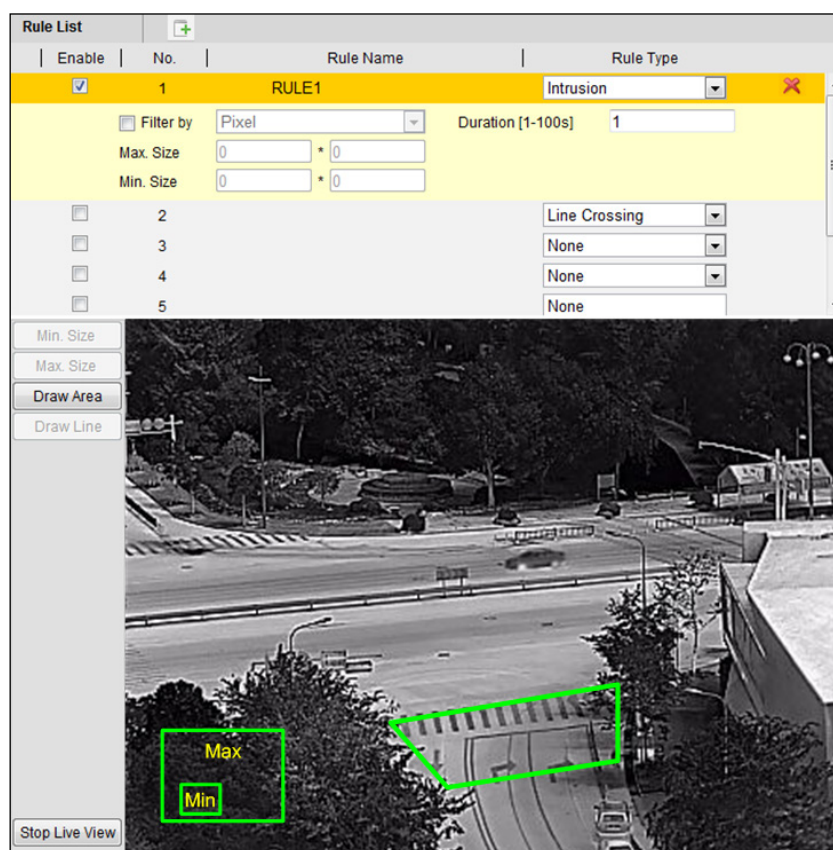 Rule List
Enable No. Rule Name Rule Type
1 RULE1 Intrusion
Filter by Pixel Duration [1-100s] 1
Max. Size 0 * 0
Min. Size 0 * 0
2 Line Crossing
3 None
4 None
5 None
Min. Size
Max. Size
Draw Area
Draw Line
Max
Min
Stop Live View